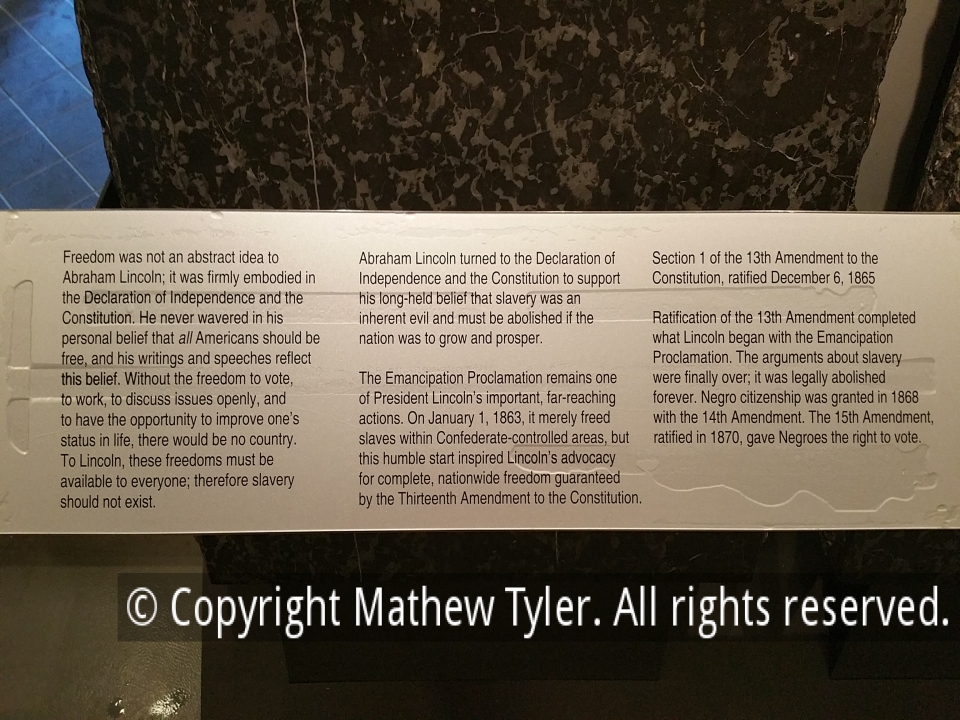 Freedom was not an abstract idea to
Abraham Lincoln; it was firmly embodied in
the Declaration of Independence and the
Constitution. He never wavered in his
personal belief that all Americans should be
free, and his writings and speeches reflect
this belief. Without the freedom to vote,
to work, to discuss issues openly, and
to have the opportunity to improve one's
status in life, there would be no country.
To Lincoln, these freedoms must be
available to everyone; therefore slavery
should not exist.
Abraham Lincoln turned to the Declaration of
Independence and the Constitution to support
his long-held belief that slavery was an
inherent evil and must be abolished if the
nation was to grow and prosper.
The Emancipation Proclamation remains one
of President Lincoln's important, far-reaching
actions. On January 1, 1863, it merely freed
slaves within Confederate-controlled areas, but
this humble start inspired Lincoln's advocacy
for complete, nationwide freedom guaranteed
by the Thirteenth Amendment to the Constitution.
Section 1 of the 13th Amendment to the
Constitution, ratified December 6, 1865
Ratification of the 13th Amendment completed
what Lincoln began with the Emancipation
Proclamation. The arguments about slavery
were finally over; it was legally abolished
forever. Negro citizenship was granted in 1868
with the 14th Amendment. The 15th Amendment,
ratified in 1870, gave Negroes the right to vote.
© Copyright Mathew Tyler. All rights reserved.